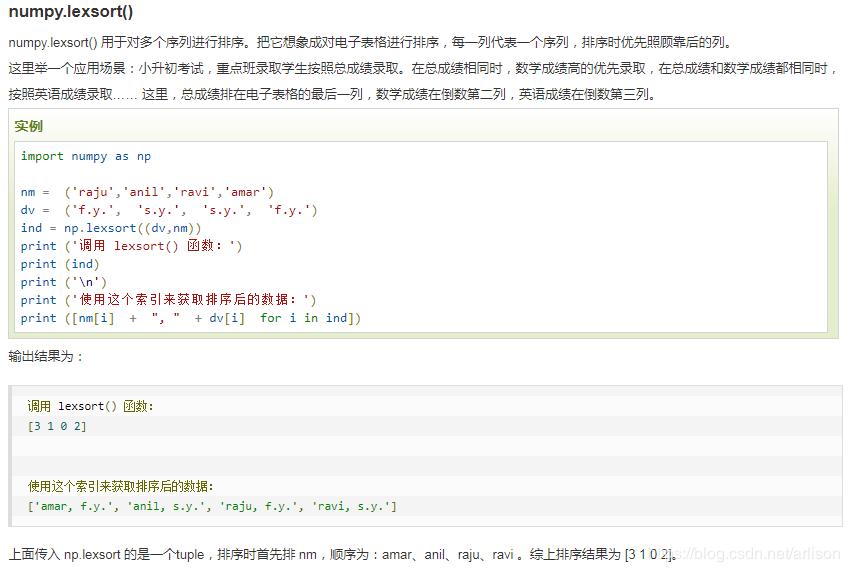 numpy.lexsort()
numpy.lexsort() 用于对多个序列进行排序。把它想象成对电子表格进行排序，每一列代表一个序列，排序时优先照顾靠后的列。
这里举一个应用场景：小升初考试，重点班录取学生按照总成绩录取。在总成绩相同时，数学成绩高的优先录取，在总成绩和数学成绩都相同时，
按照英语成绩录取…… 这里，总成绩排在电子表格的最后一列，数学成绩在倒数第二列，英语成绩在倒数第三列。
实例
import numpy as np
nm =  ('raju','anil','ravi','amar')
dv =  ('f.y.',  's.y.',  's.y.',  'f.y.')
ind = np.lexsort((dv,nm))
print ('调用 lexsort() 函数：')
print (ind)
print ('\n')
print ('使用这个索引来获取排序后的数据：')
print ([nm[i]  +  ", "  + dv[i]  for i in ind])
输出结果为：
调用 lexsort() 函数：
[3 1 0 2]
使用这个索引来获取排序后的数据：
['amar, f.y.', 'anil, s.y.', 'raju, f.y.', 'ravi, s.y.']
上面传入 np.lexsort 的是一个tuple，排序时首先排 nm，顺序为：amar、anil、raju、ravi 。综上排序结果为 [3 1 0 2]。
https://blog.csdn.net/arlison